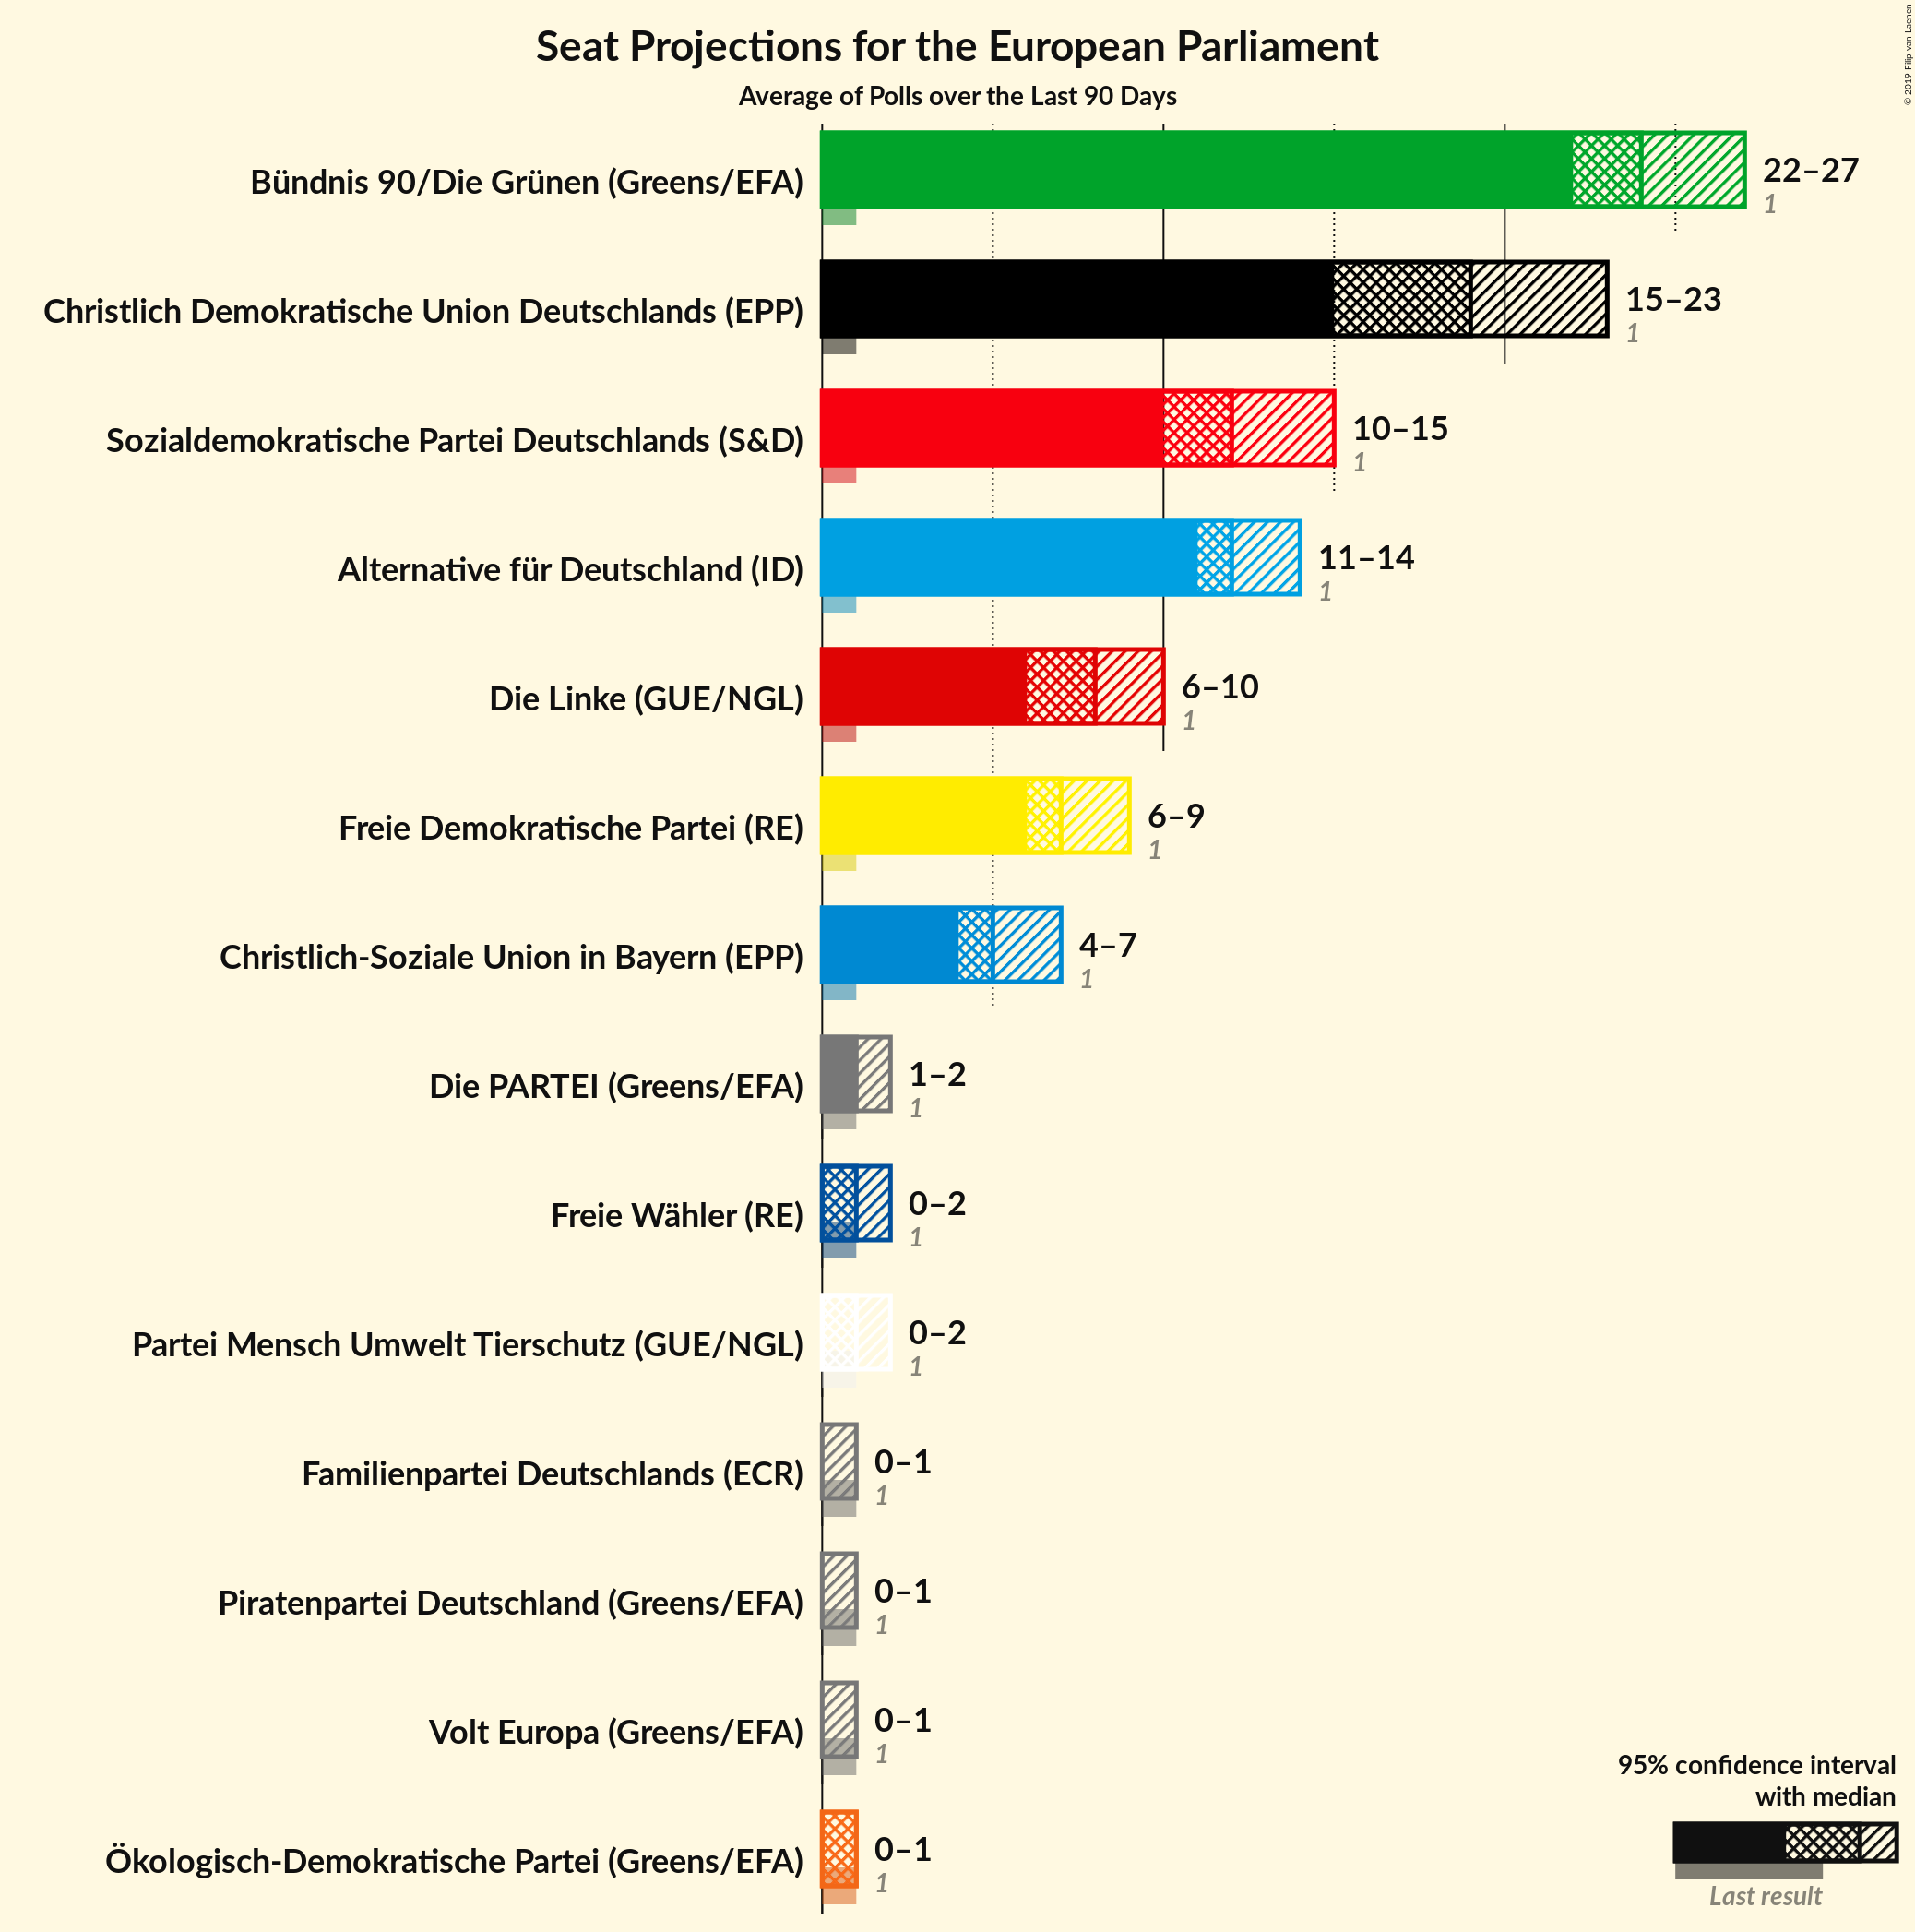 Seat Projections for the European Parliament
Average of Polls over the Last 90 Days
© 2019 Filip van Laenen
Bündnis 90/Die Grünen (Greens/EFA)
22–27
1
Christlich Demokratische Union Deutschlands (EPP)
15–23
1
Sozialdemokratische Partei Deutschlands (S&D)
10–15
1
Alternative für Deutschland (ID)
11–14
1
Die Linke (GUE/NGL)
6–10
1
Freie Demokratische Partei (RE)
6–9
1
Christlich-Soziale Union in Bayern (EPP)
4–7
1
Die PARTEI (Greens/EFA)
1–2
1
Freie Wähler (RE)
0–2
1
Partei Mensch Umwelt Tierschutz (GUE/NGL)
0–2
1
Familienpartei Deutschlands (ECR)
0–1
1
Piratenpartei Deutschland (Greens/EFA)
0–1
1
Volt Europa (Greens/EFA)
0–1
1
Ökologisch-Demokratische Partei (Greens/EFA)
0–1
1
95% confidence interval
with median
Last result